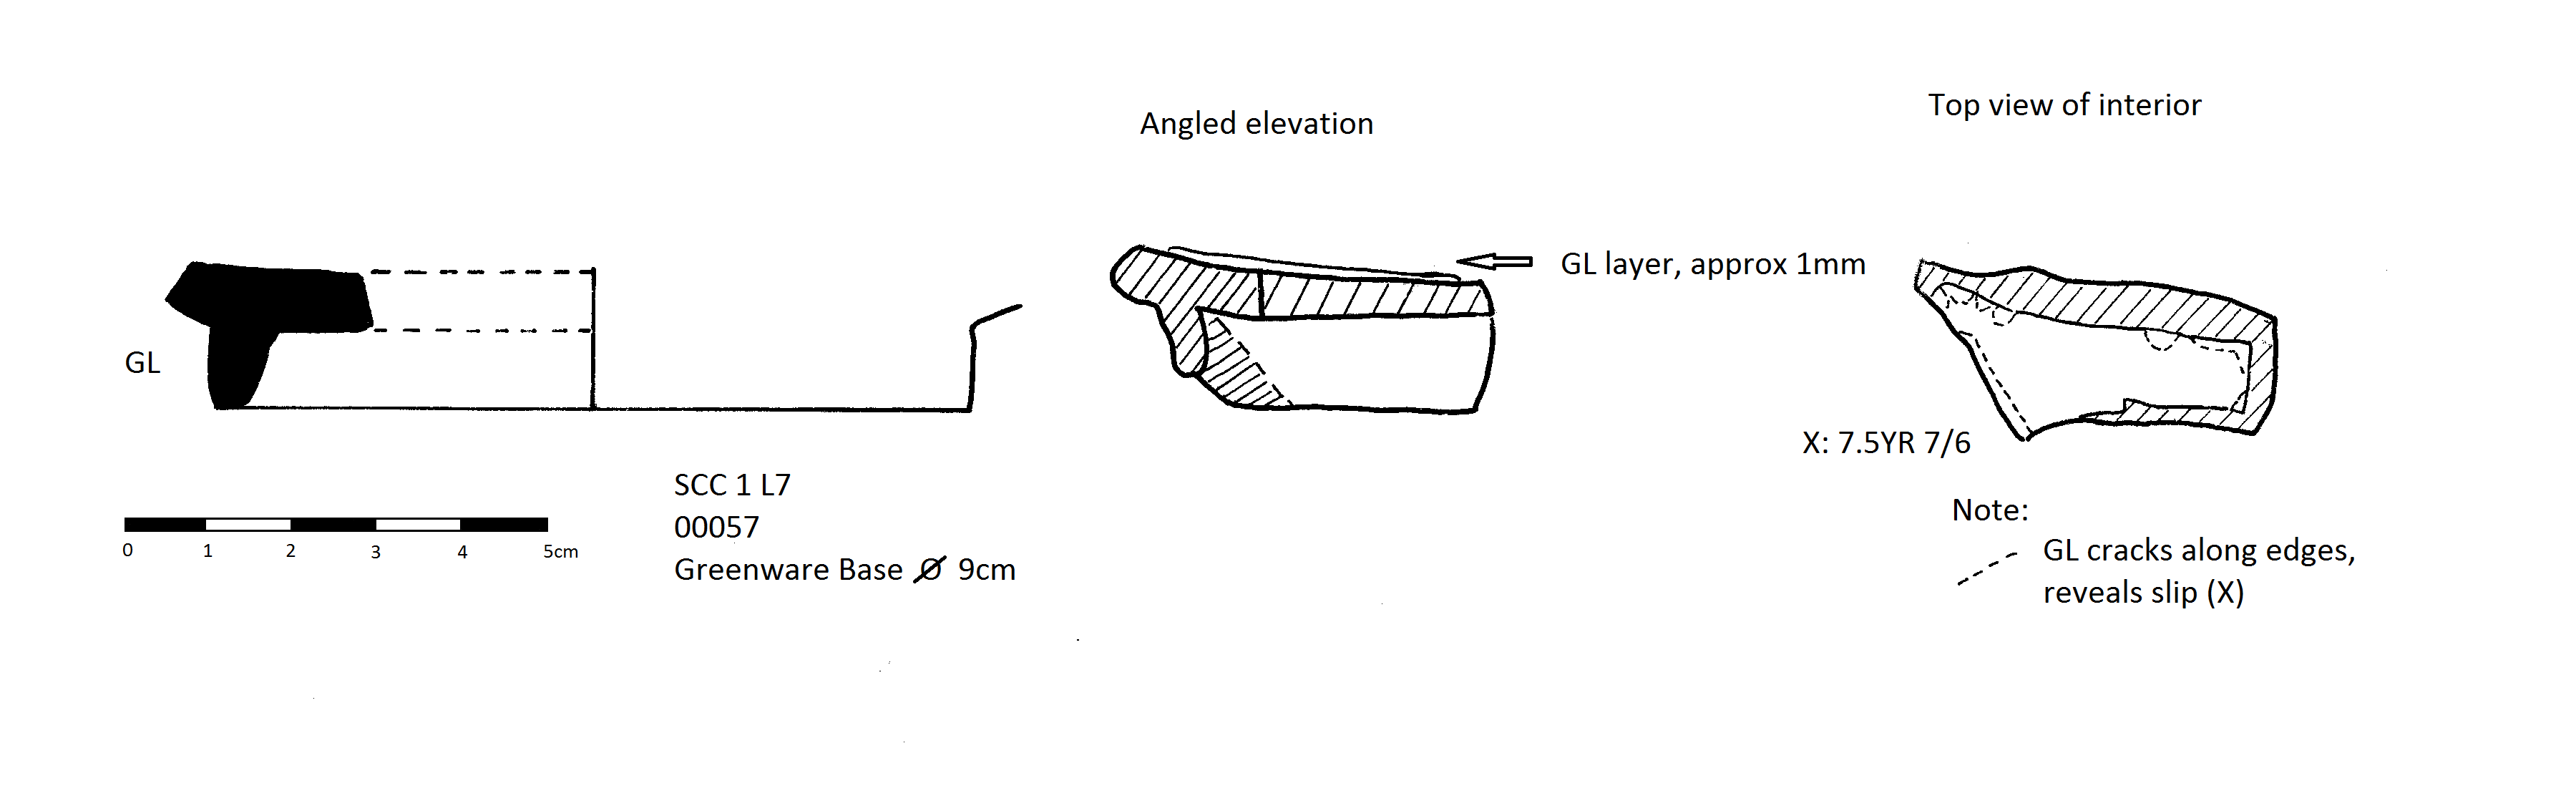 Angled elevation
Top view of interior
GL layer, approx 1mm
GL
X: 7.5YR 7/6
SCC 1 L7
00057
Greenware Base Ø 9cm
0 1 2 3 4 5cm
Note:
GL cracks along edges,
reveals slip (X)